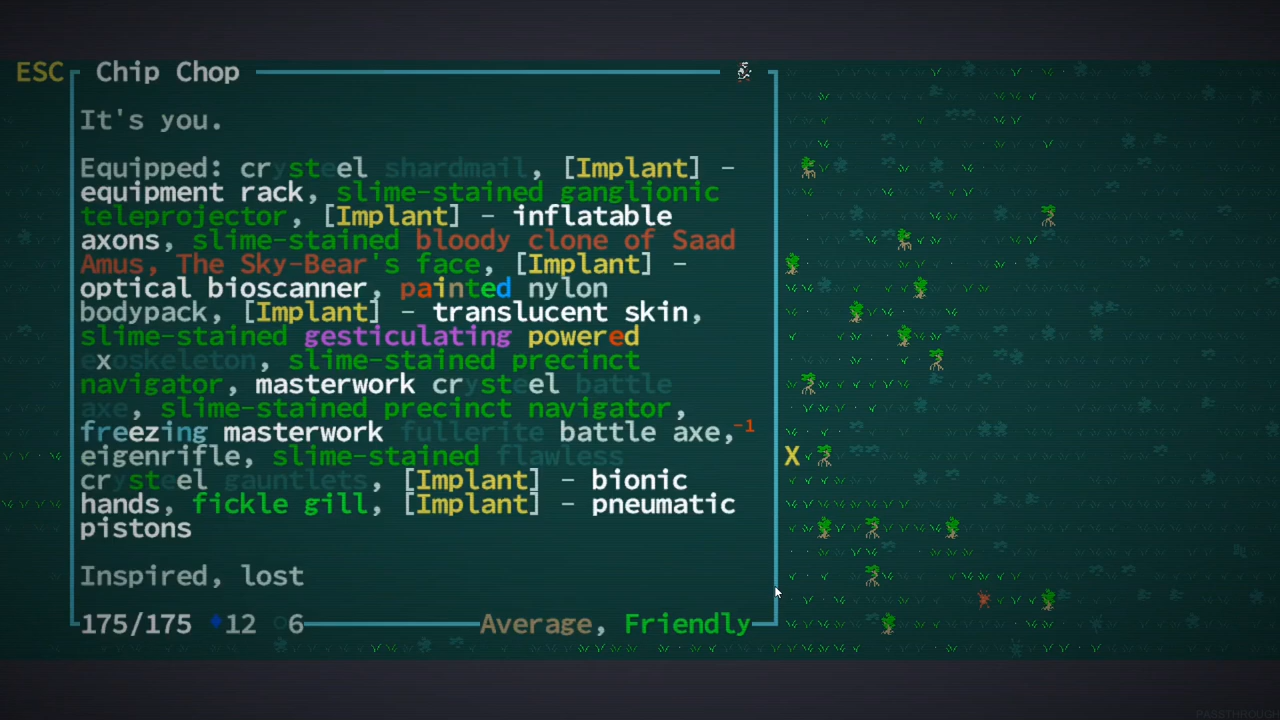 ESC Chip Chop
It's you.
Equipped: crysteel shardmail, [Implant] -
equipment rack, slime-stained ganglionic
teleprojector, [Implant] - inflatable
axons, slime-stained bloody clone of Saad
Amus, The Sky-Bear's face, [Implant] -
optical bioscanner, painted nylon
bodypack, [Implant] - translucent skin,
slime-stained gesticulating powered
exoskeleton, slime-stained precinct
navigator, masterwork crysteel battle
axe, slime-stained precinct navigator,
freezing masterwork fullerite battle axe, -1
eigenrifle, slime-stained flawless
crysteel gauntlets, [Implant] - bionic
hands, fickle gill, [Implant] - pneumatic
pistons
X
Inspired, lost
175/175 ♦12 ○6 Average, Friendly
PASSTHROUGH